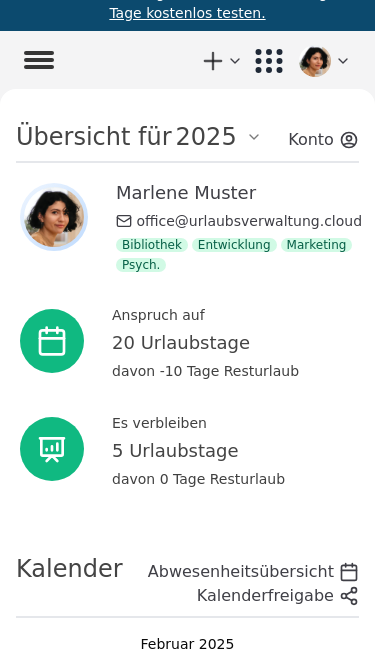 Tage kostenlos testen.
Übersicht für 2025
Konto
Marlene Muster
office@urlaubsverwaltung.cloud
Bibliothek Entwicklung Marketing
Psych.
Anspruch auf
20 Urlaubstage
davon -10 Tage Resturlaub
Es verbleiben
5 Urlaubstage
davon 0 Tage Resturlaub
Kalender
Abwesenheitsübersicht
Kalenderfreigabe
Februar 2025